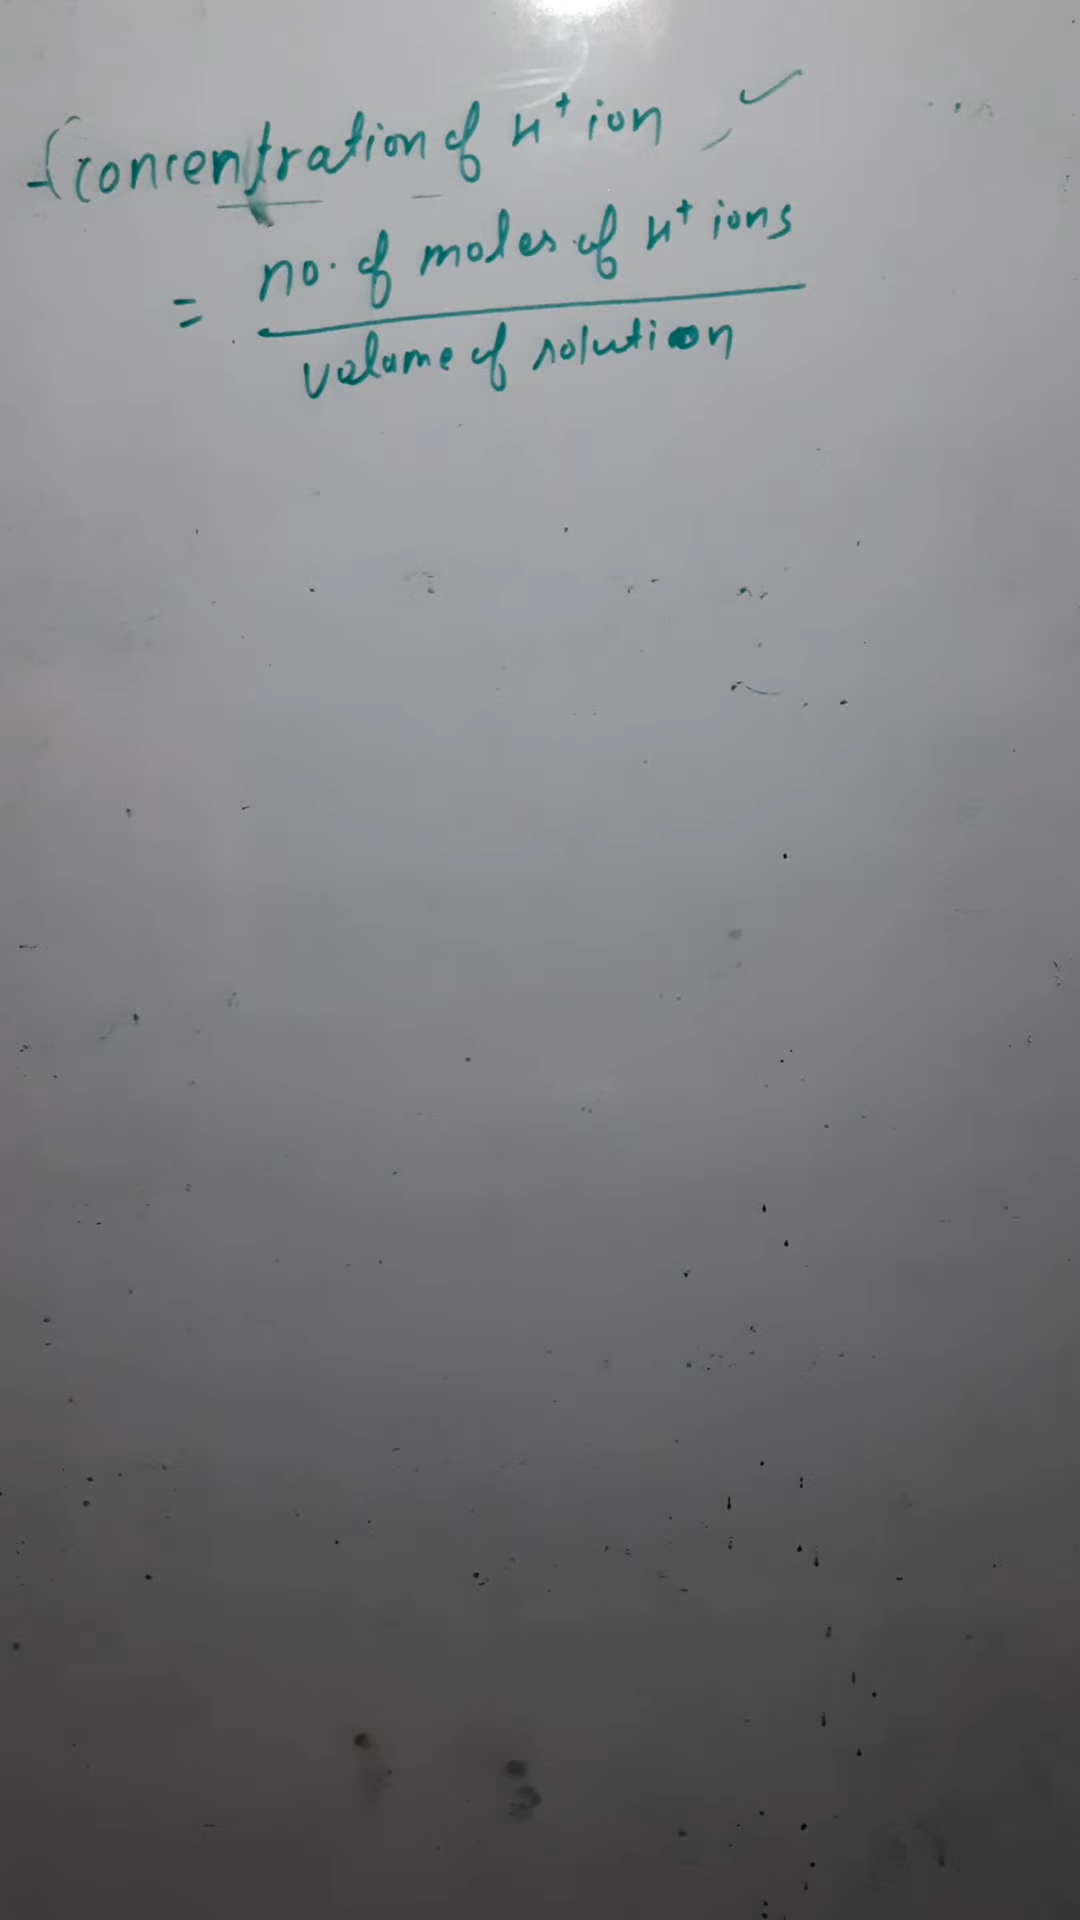 concentration of H⁺ ion,
= no. of moles of H⁺ ions
volume of solution